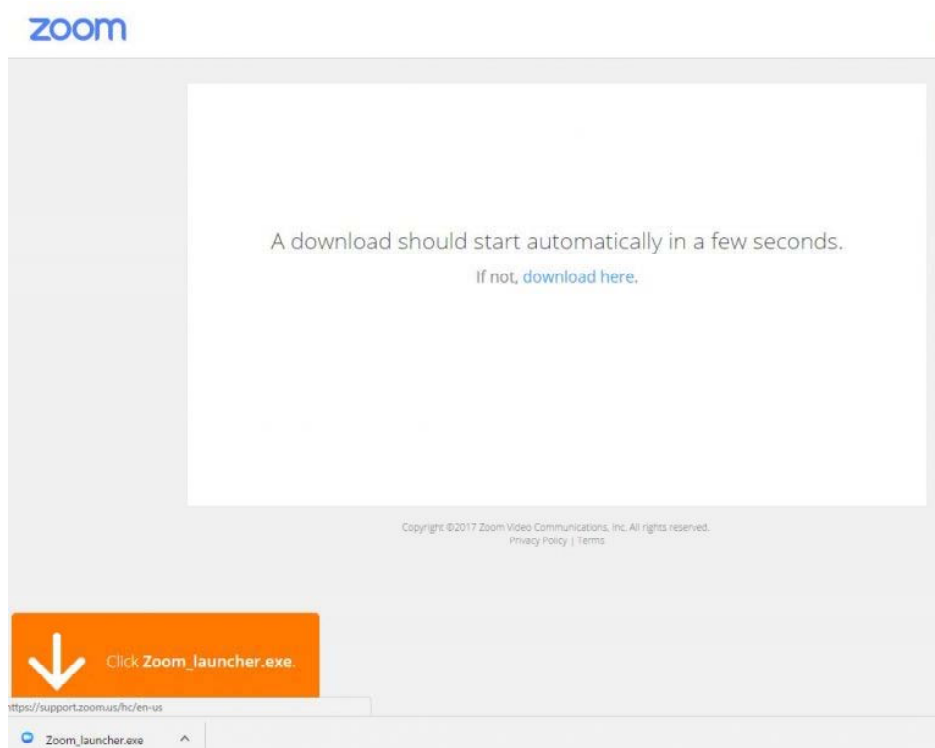 zoom
A download should start automatically in a few seconds.
If not, download here.
Copyright ©2017 Zoom Video Communications, Inc. All rights reserved.
Privacy Policy | Terms
Click Zoom_launcher.exe.
https://support.zoom.us/hc/en-us
Zoom_launcher.exe